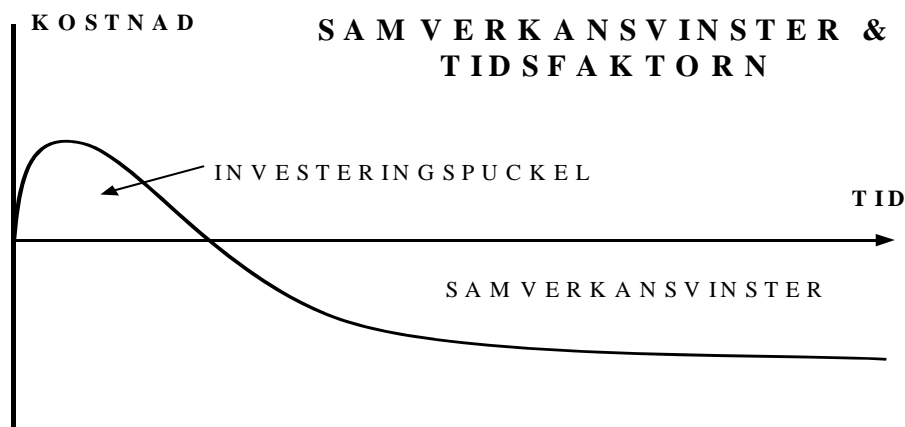 KOSTNAD
SAMVERKANSVINSTER &
TIDSFAKTORN
INVESTERINGSPUCKEL
TID
SAMVERKANSVINSTER